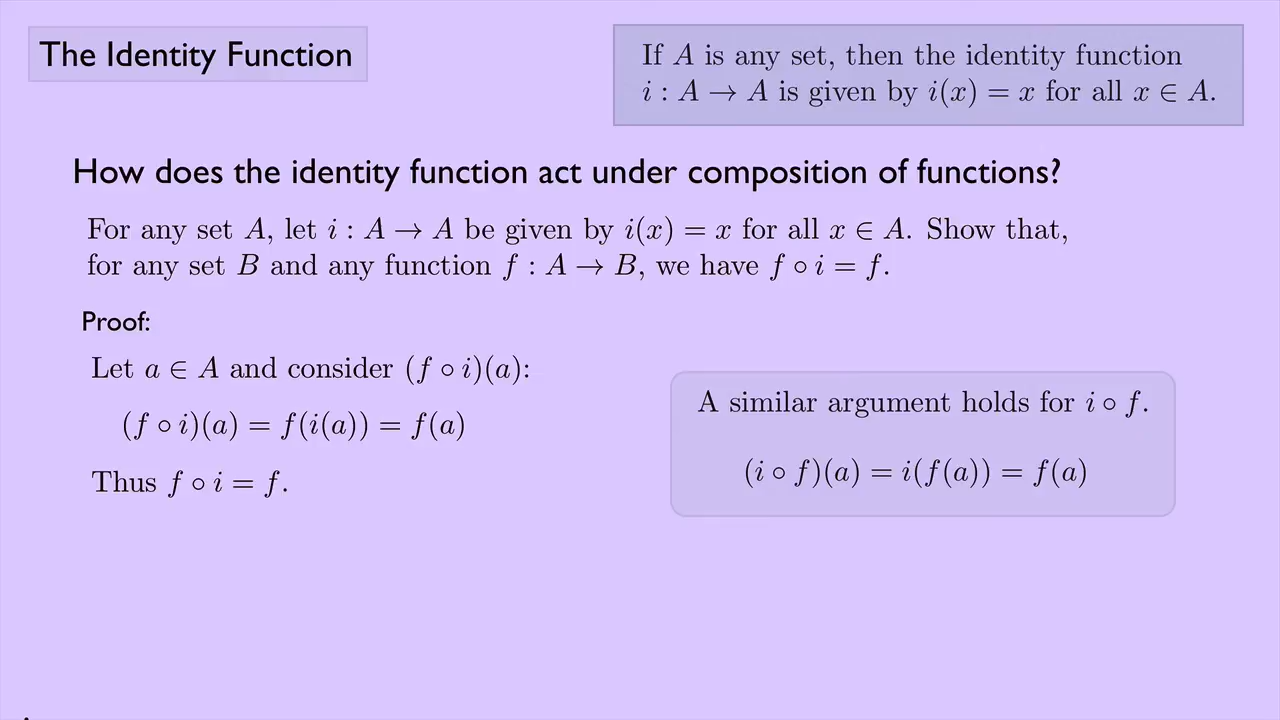 The Identity Function
If A is any set, then the identity function
i : A → A is given by i(x) = x for all x ∈ A.
How does the identity function act under composition of functions?
For any set A, let i : A → A be given by i(x) = x for all x ∈ A. Show that,
for any set B and any function f : A → B, we have f ∘ i = f.
Proof:
Let a ∈ A and consider (f ∘ i)(a):
(f ∘ i)(a) = f(i(a)) = f(a)
Thus f ∘ i = f.
A similar argument holds for i ∘ f.
(i ∘ f)(a) = i(f(a)) = f(a)